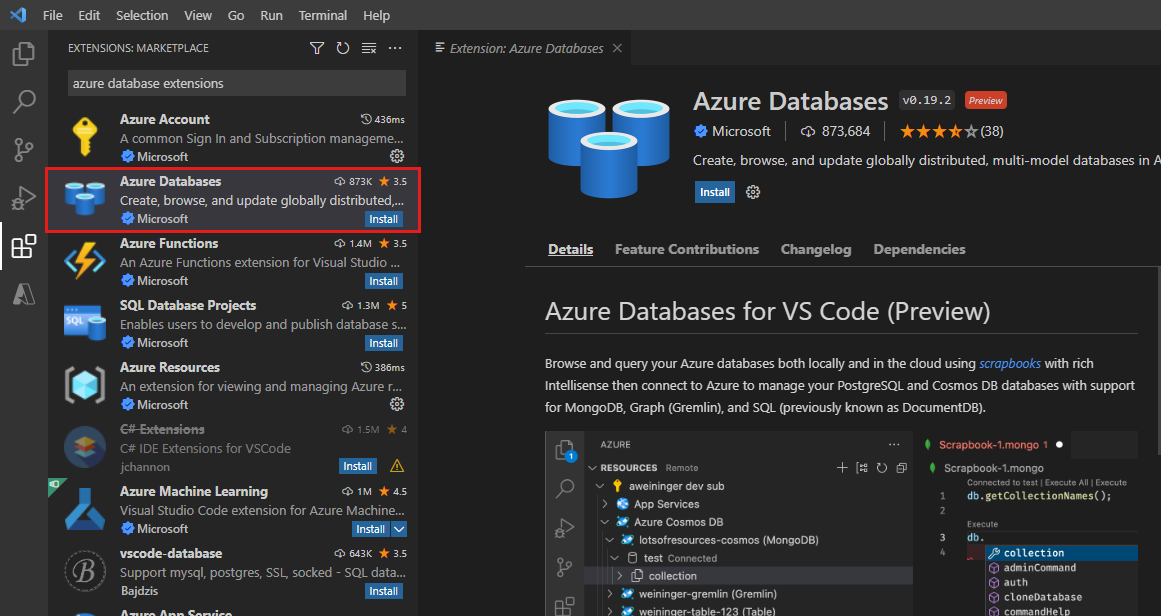 File Edit Selection View Go Run Terminal Help
EXTENSIONS: MARKETPLACE
azure database extensions
Azure Account 436ms
A common Sign In and Subscription manageme...
Microsoft
Azure Databases 873K 3.5
Create, browse, and update globally distributed,...
Microsoft Install
Azure Functions 1.4M 3.5
An Azure Functions extension for Visual Studio ...
Microsoft Install
SQL
SQL Database Projects 1.3M 5
Enables users to develop and publish database s...
Microsoft Install
Azure Resources 386ms
An extension for viewing and managing Azure r...
Microsoft
C# Extensions 1.5M 4
C# IDE Extensions for VSCode
jchannon Install
Azure Machine Learning 1M 4.5
Visual Studio Code extension for Azure Machine...
Microsoft Install
B
vscode-database 643K 3.5
Support mysql, postgres, SSL, socked - SQL data...
Bajdzis Install
Azure App Service
Extension: Azure Databases
Azure Databases v0.19.2 Preview
Microsoft 873,684 (38)
Create, browse, and update globally distributed, multi-model databases in A
Install
Details Feature Contributions Changelog Dependencies
Azure Databases for VS Code (Preview)
Browse and query your Azure databases both locally and in the cloud using scrapbooks with rich
Intellisense then connect to Azure to manage your PostgreSQL and Cosmos DB databases with support
for MongoDB, Graph (Gremlin), and SQL (previously known as DocumentDB).
1
AZURE ...
RESOURCES Remote
aweininger dev sub
App Services
Azure Cosmos DB
lotsofresources-cosmos (MongoDB)
test Connected
collection
weininger-gremlin (Gremlin)
weininger-table-123 (Table)
Scrapbook-1.mongo 1
Scrapbook-1.mongo
Connected to test | Execute All | Execute
1 db.getCollectionNames();
2
Execute
3 db.
4 collection
adminCommand
auth
cloneDatabase
commandHelp